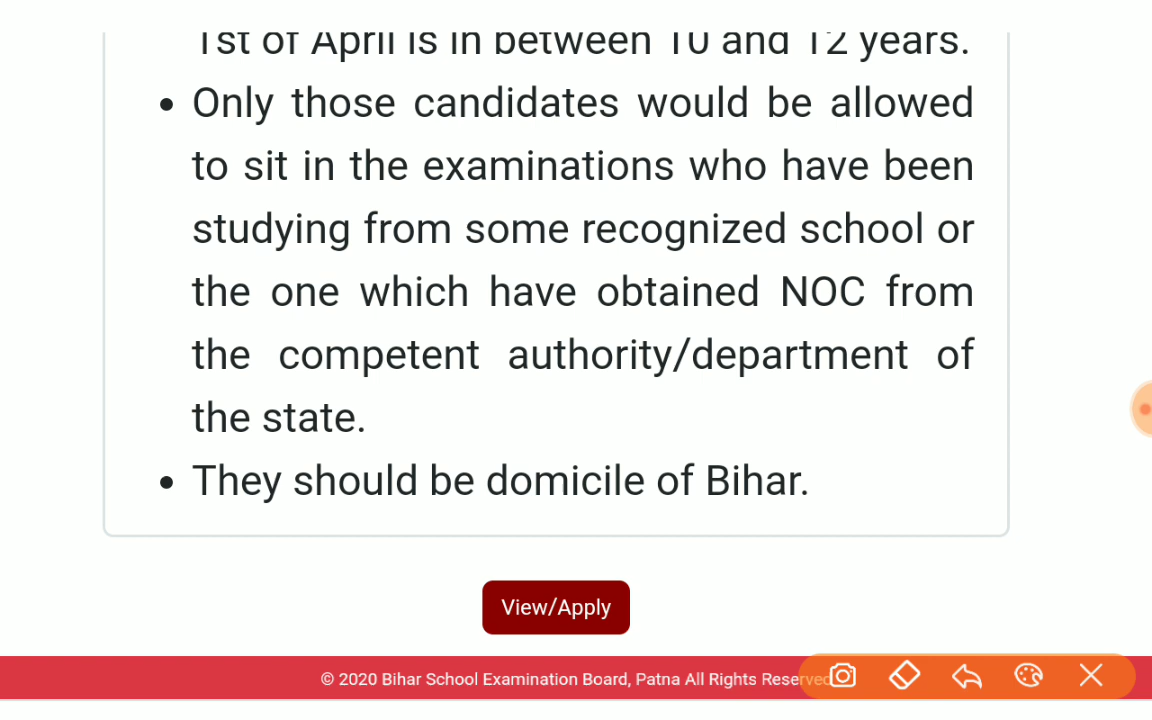 1st of April is in between 10 and 12 years.
• Only those candidates would be allowed
to sit in the examinations who have been
studying from some recognized school or
the one which have obtained NOC from
the competent authority/department of
the state.
• They should be domicile of Bihar.
View/Apply
© 2020 Bihar School Examination Board, Patna All Rights Reserved